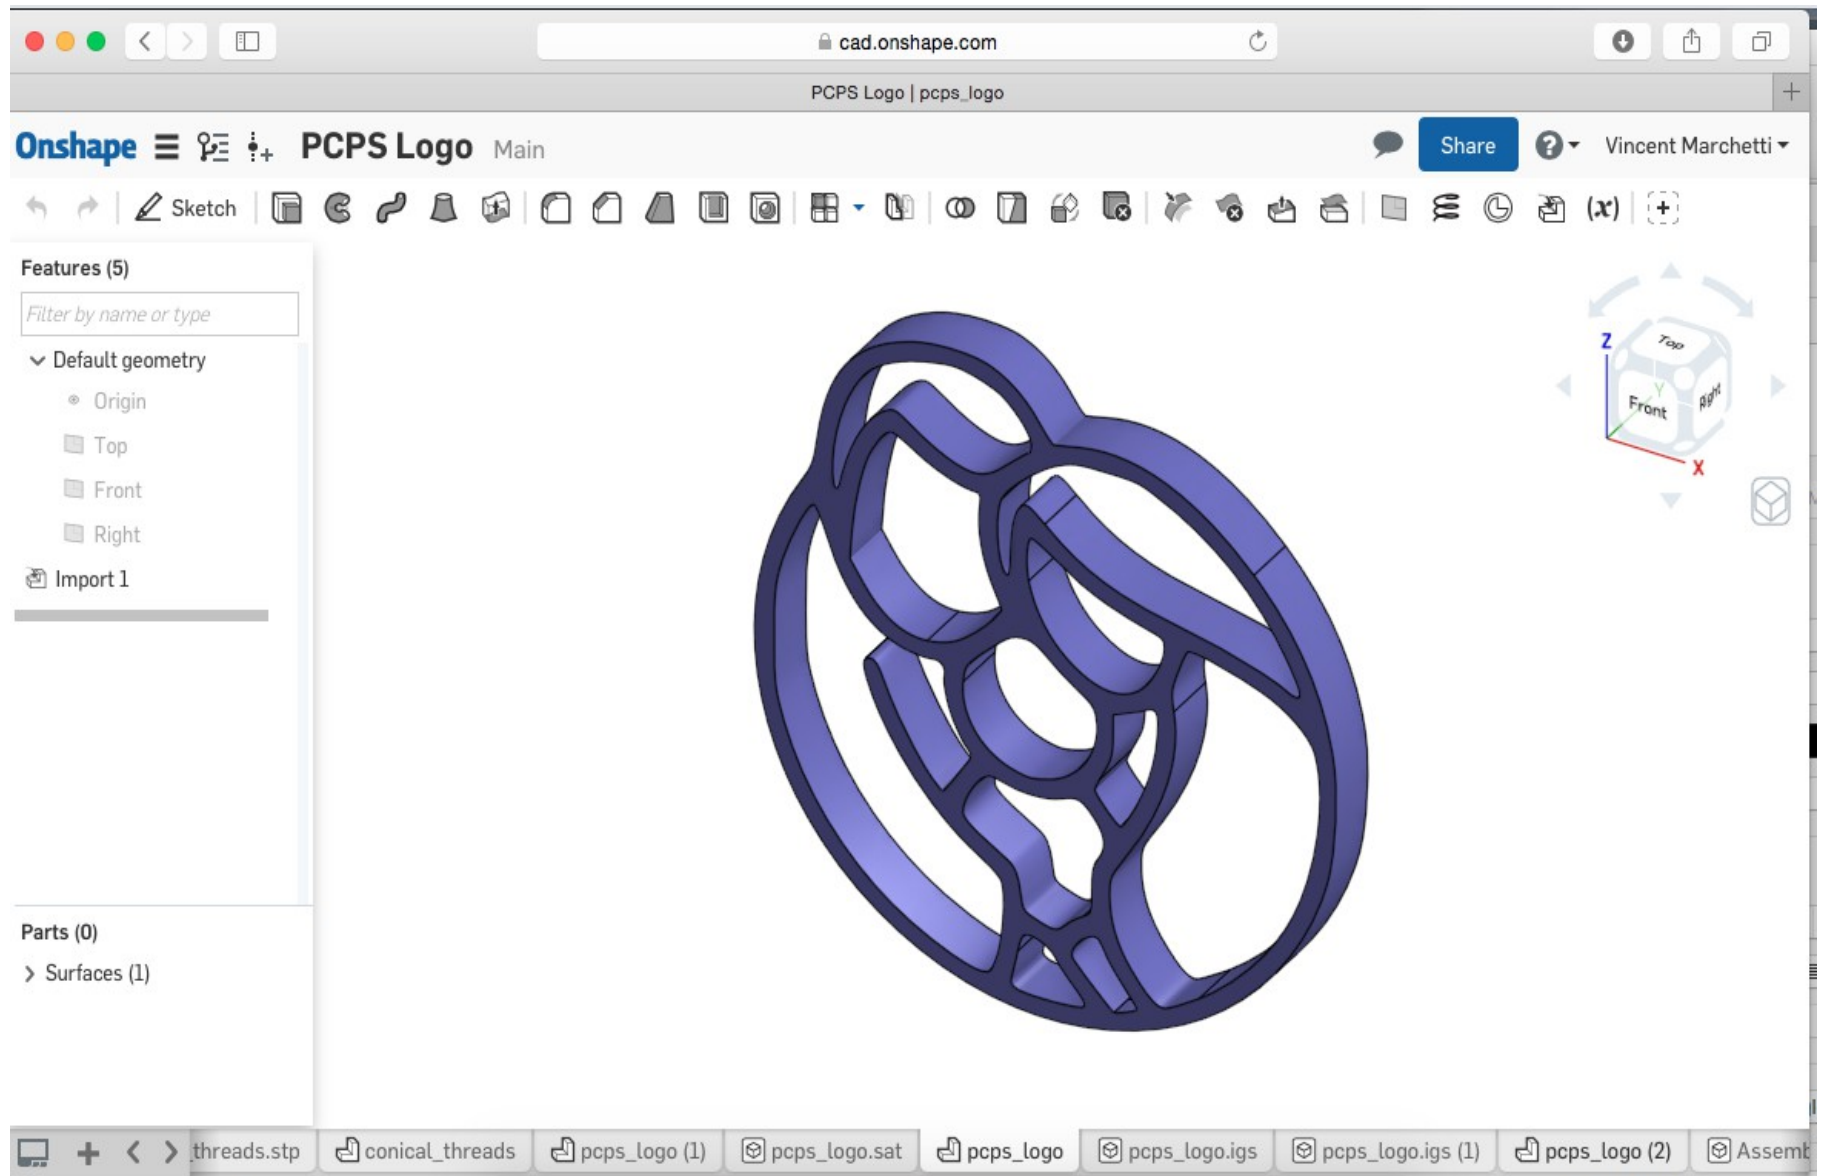 cad.onshape.com
PCPS Logo | pcps_logo
Onshape PCPS Logo Main Share Vincent Marchetti
Sketch (x)
Features (5)
Filter by name or type
Default geometry
Origin
Top
Front
Right
Import 1
Z
Top
Y
Front
Right
X
Parts (0)
Surfaces (1)
threads.stp conical_threads pcps_logo (1) pcps_logo.sat pcps_logo pcps_logo.igs pcps_logo.igs (1) pcps_logo (2) Assemb